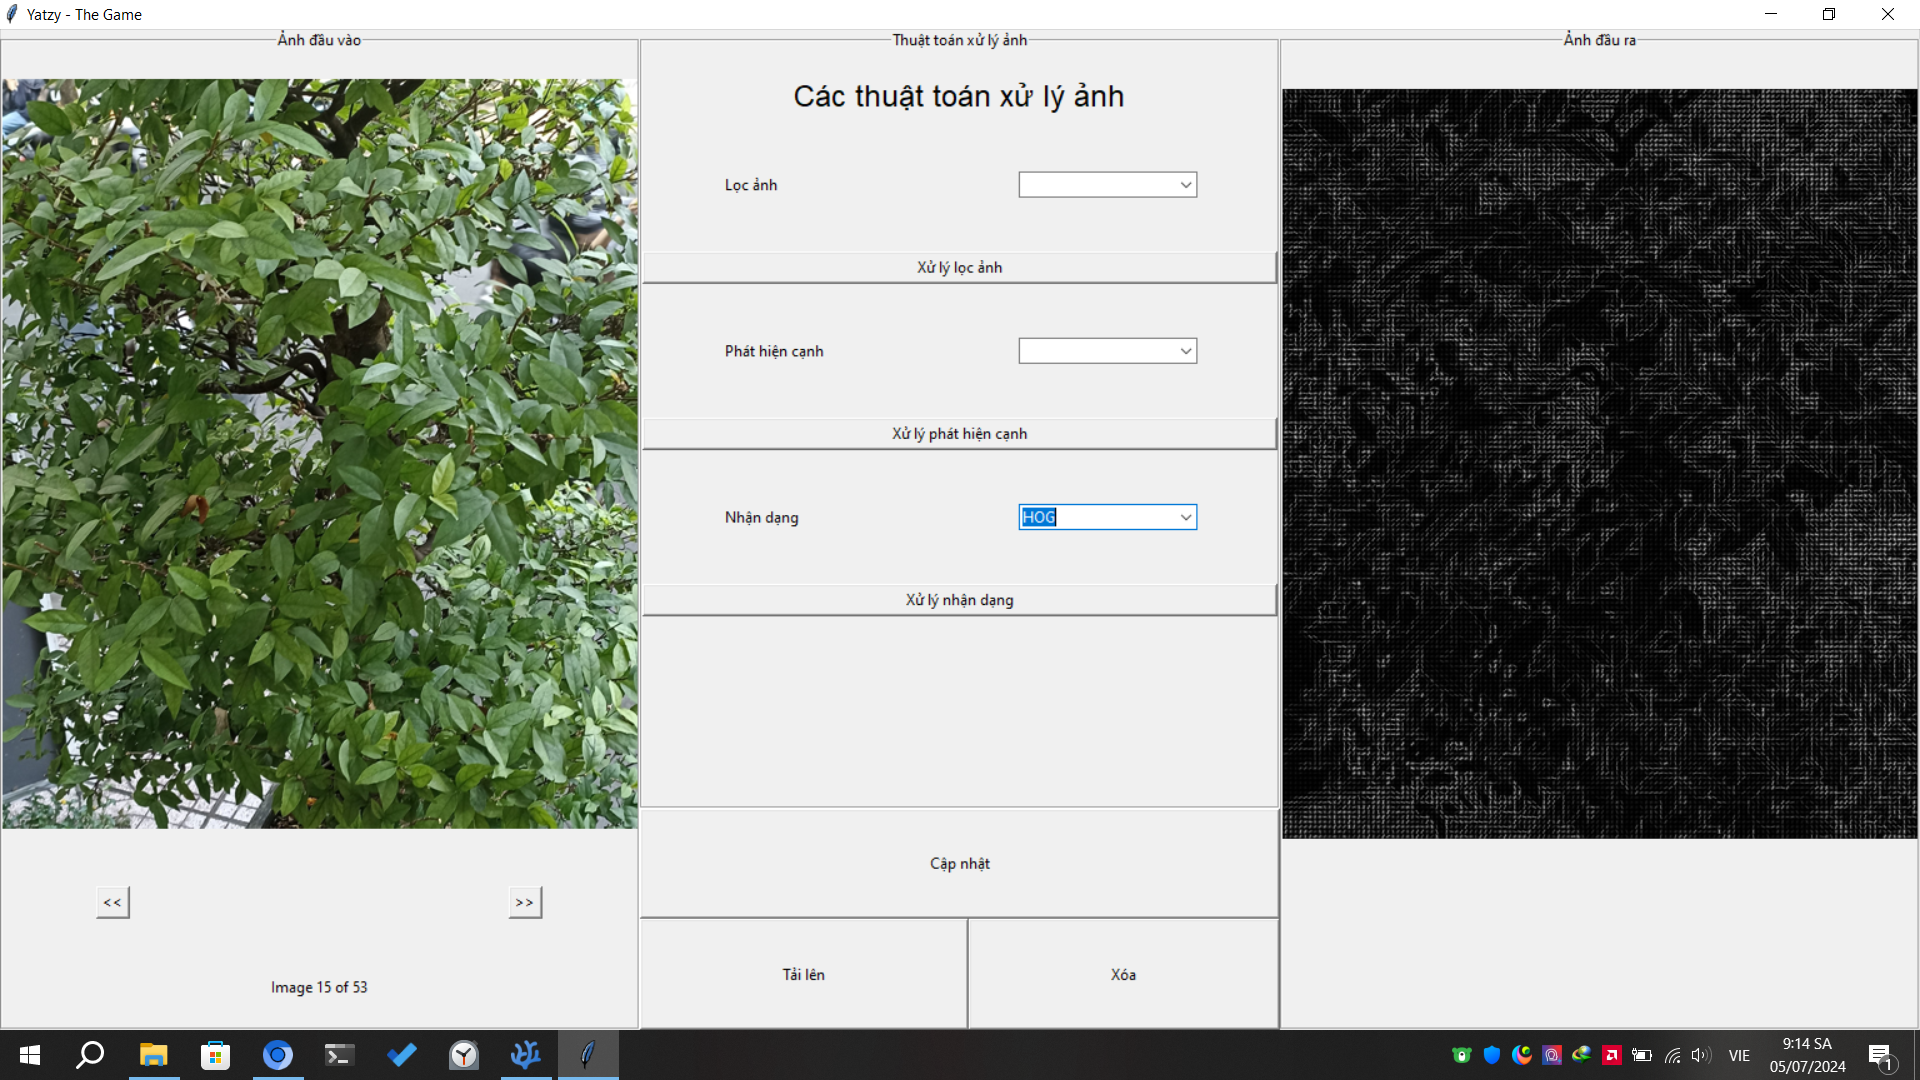 Yatzy - The Game
Ảnh đầu vào
Thuật toán xử lý ảnh
Ảnh đầu ra
Các thuật toán xử lý ảnh
Lọc ảnh
Xử lý lọc ảnh
Phát hiện cạnh
Xử lý phát hiện cạnh
Nhận dạng
HOG
Xử lý nhận dạng
Cập nhật
<<
>>
Tải lên
Xóa
Image 15 of 53
VIE
9:14 SA
05/07/2024
1